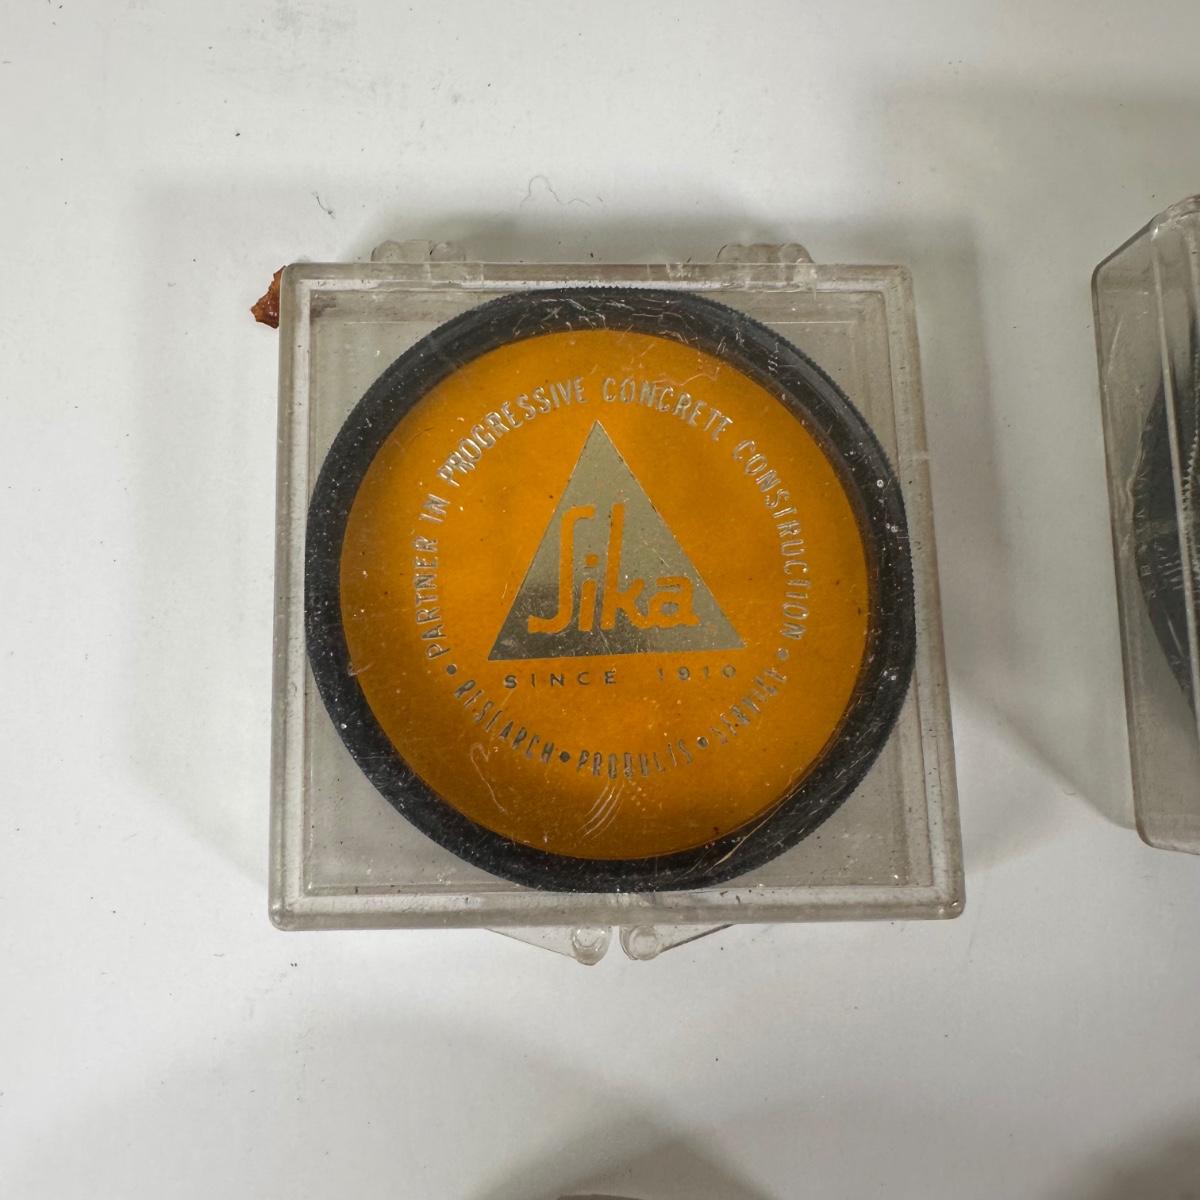 PARTNER IN PROGRESSIVE CONCRETE CONSTRUCTION
Sika
SINCE 1910
• RESEARCH • PRODUCTS • SERVICE •